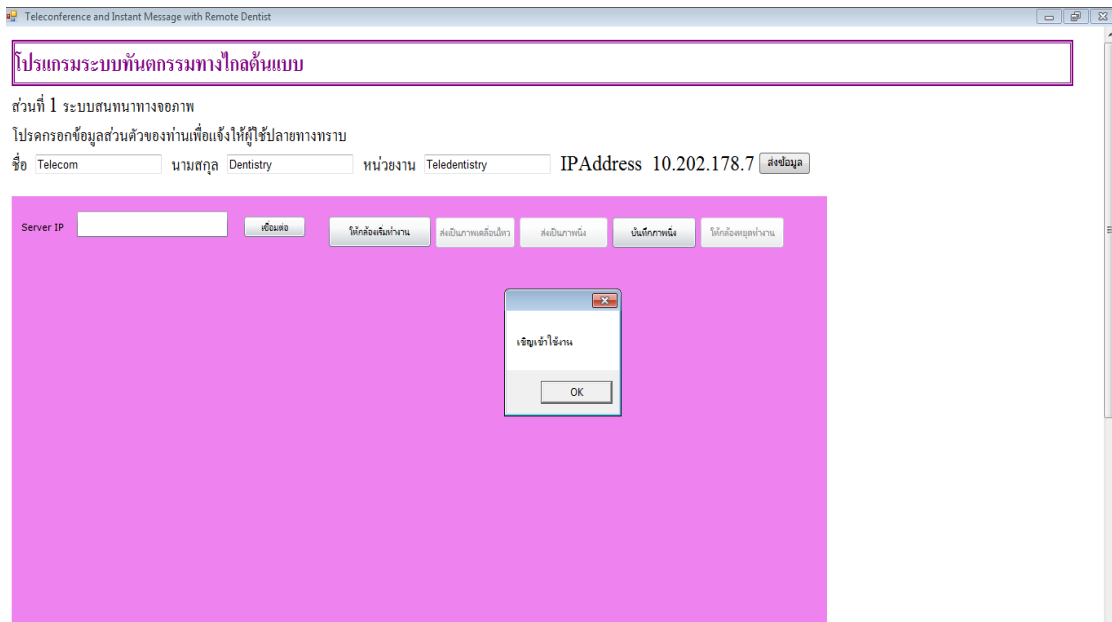 Teleconference and Instant Message with Remote Dentist
โปรแกรมระบบทันตกรรมทางไกลต้นแบบ
ส่วนที่ 1 ระบบสนทนาทางจอภาพ
โปรดกรอกข้อมูลส่วนตัวของท่านเพื่อแจ้งให้ผู้ใช้ปลายทางทราบ
ชื่อ Telecom นามสกุล Dentistry หน่วยงาน Teledentistry IPAddress 10.202.178.7 ส่งข้อมูล
Server IP เชื่อมต่อ ให้กล้องเริ่มทำงาน ส่งเป็นภาพเคลื่อนไหว ส่งเป็นภาพนิ่ง บันทึกภาพนิ่ง ให้กล้องหยุดทำงาน
เชิญเข้าใช้งาน
OK